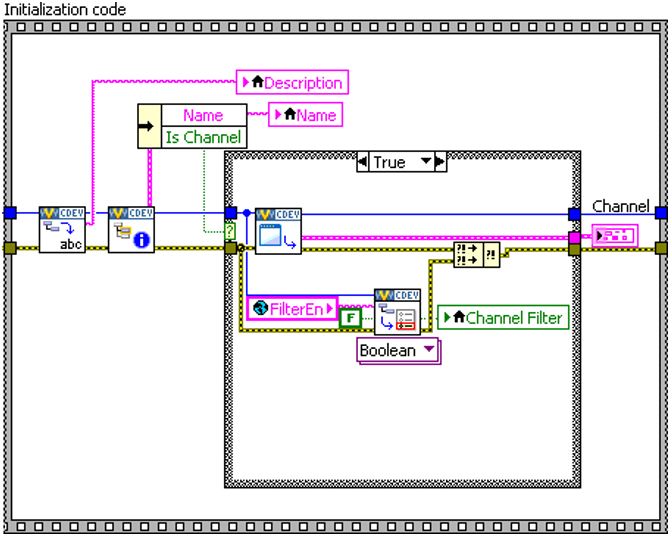 Initialization code
Description
Name
Name
Is Channel
True
CDEV
CDEV
CDEV
Channel
abc
i
?
?!
?!
?!
CDEV
FilterEn
F
Channel Filter
Boolean